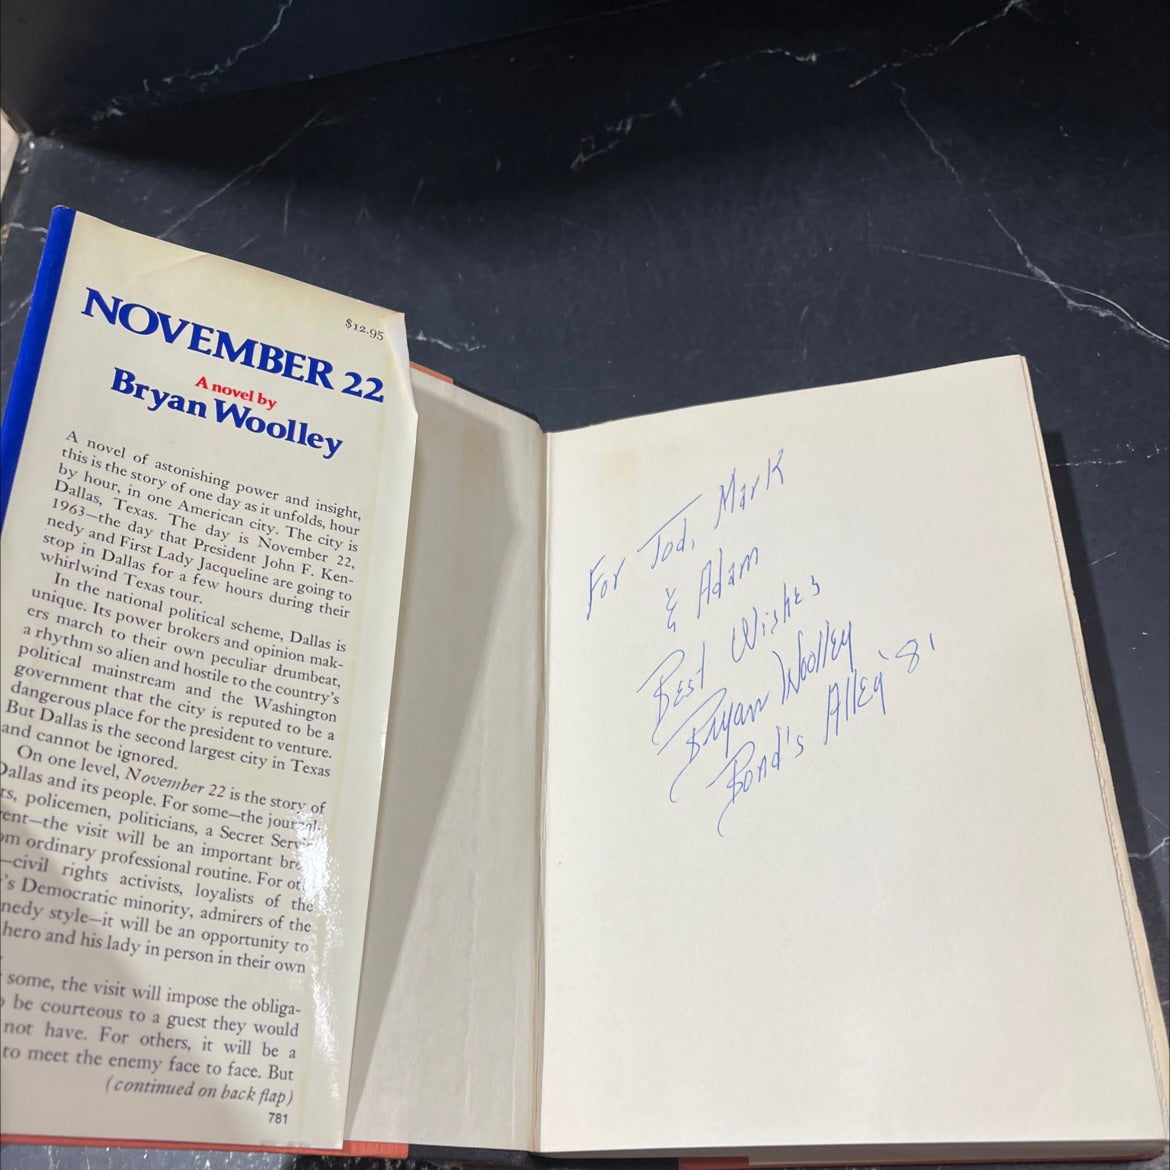 NOVEMBER 22
$12.95
A novel by
Bryan Woolley
A novel of astonishing power and insight,
this is the story of one day as it unfolds, hour
by hour, in one American city. The city is
Dallas, Texas. The day is November 22,
1963—the day that President John F. Ken-
nedy and First Lady Jacqueline are going to
stop in Dallas for a few hours during their
whirlwind Texas tour.
In the national political scheme, Dallas is
unique. Its power brokers and opinion mak-
ers march to their own peculiar drumbeat,
a rhythm so alien and hostile to the country's
political mainstream and the Washington
government that the city is reputed to be a
dangerous place for the president to venture.
But Dallas is the second largest city in Texas
and cannot be ignored.
On one level, November 22 is the story of
Dallas and its people. For some—the journal-
ts, policemen, politicians, a Secret Servi
ent—the visit will be an important bre
om ordinary professional routine. For ot
—civil rights activists, loyalists of the
's Democratic minority, admirers of the
nedy style—it will be an opportunity to
hero and his lady in person in their own
some, the visit will impose the obliga-
be courteous to a guest they would
not have. For others, it will be a
to meet the enemy face to face. But
(continued on back flap)
781
For Tod, Mark
& Adam
Best Wishes
Bryan Woolley
Bond's Alley '81